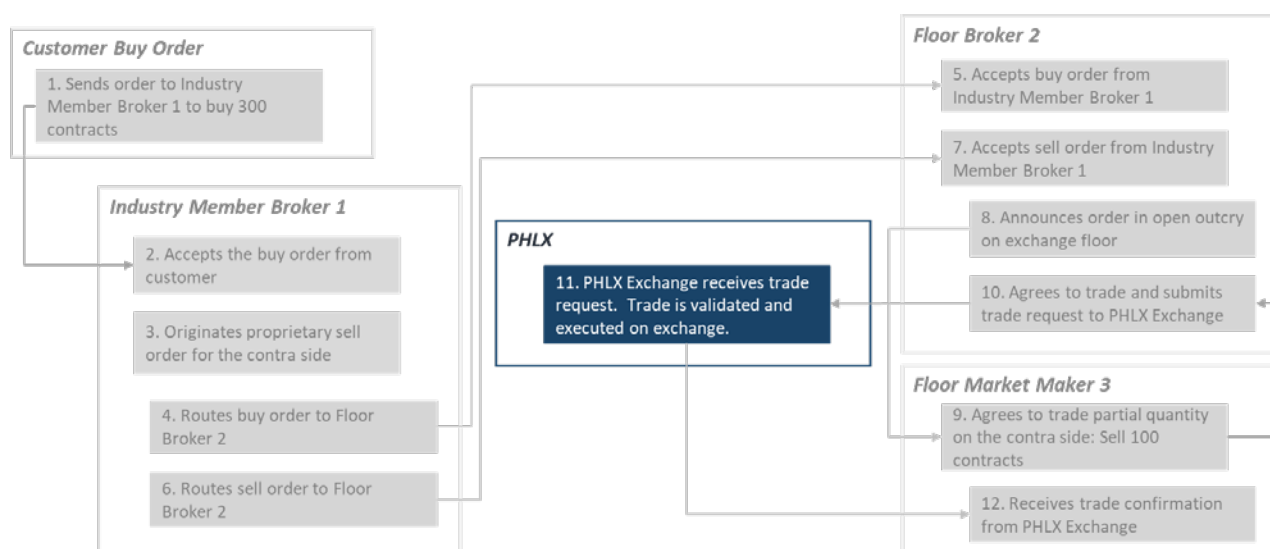 Customer Buy Order
1. Sends order to Industry
Member Broker 1 to buy 300
contracts
Industry Member Broker 1
2. Accepts the buy order from
customer
3. Originates proprietary sell
order for the contra side
4. Routes buy order to Floor
Broker 2
6. Routes sell order to Floor
Broker 2
PHLX
11. PHLX Exchange receives trade
request.  Trade is validated and
executed on exchange.
Floor Broker 2
5. Accepts buy order from
Industry Member Broker 1
7. Accepts sell order from Industry
Member Broker 1
8. Announces order in open outcry
on exchange floor
10. Agrees to trade and submits
trade request to PHLX Exchange
Floor Market Maker 3
9. Agrees to trade partial quantity
on the contra side: Sell 100
contracts
12. Receives trade confirmation
from PHLX Exchange